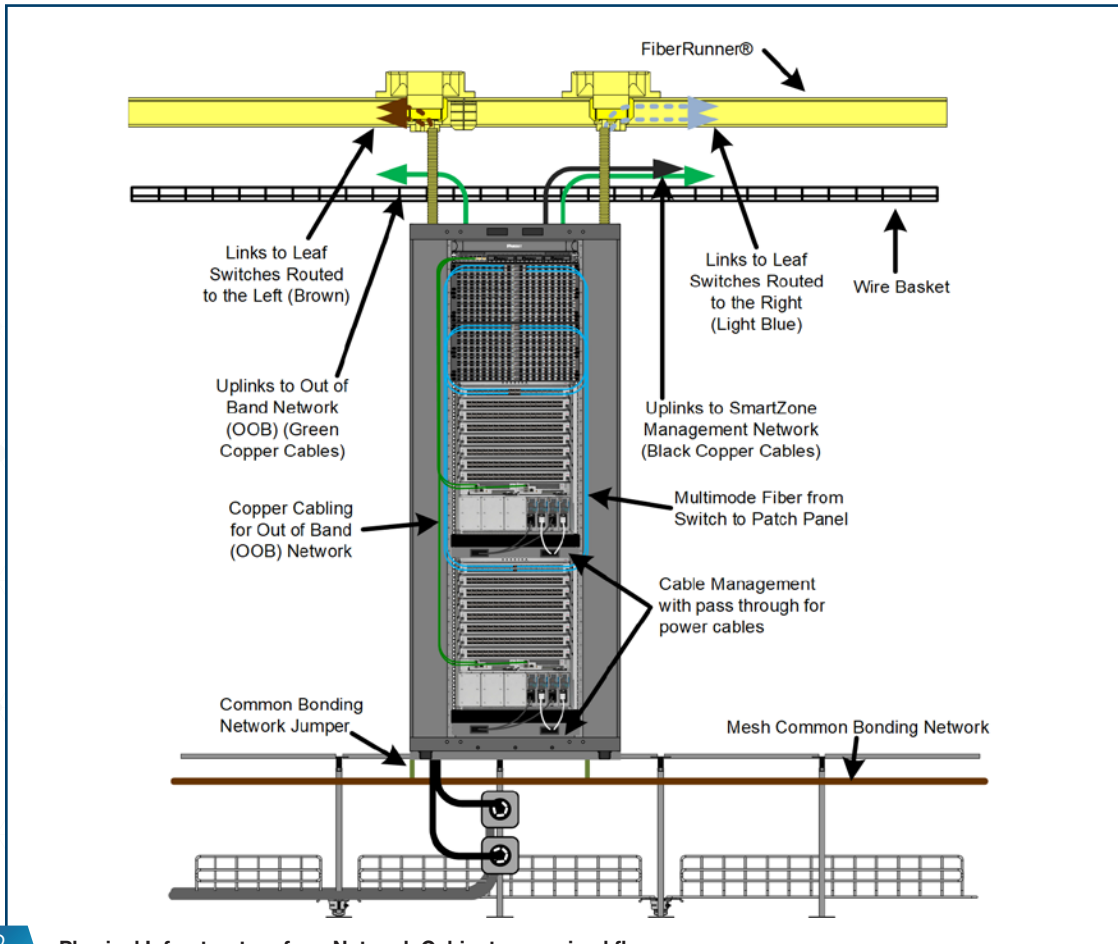 FiberRunner®
Links to Leaf
Switches Routed
to the Left (Brown)
Links to Leaf
Switches Routed
to the Right
(Light Blue)
Wire Basket
Uplinks to Out of
Band Network
(OOB) (Green
Copper Cables)
Uplinks to SmartZone
Management Network
(Black Copper Cables)
Copper Cabling
for Out of Band
(OOB) Network
Multimode Fiber from
Switch to Patch Panel
Cable Management
with pass through for
power cables
Common Bonding
Network Jumper
Mesh Common Bonding Network